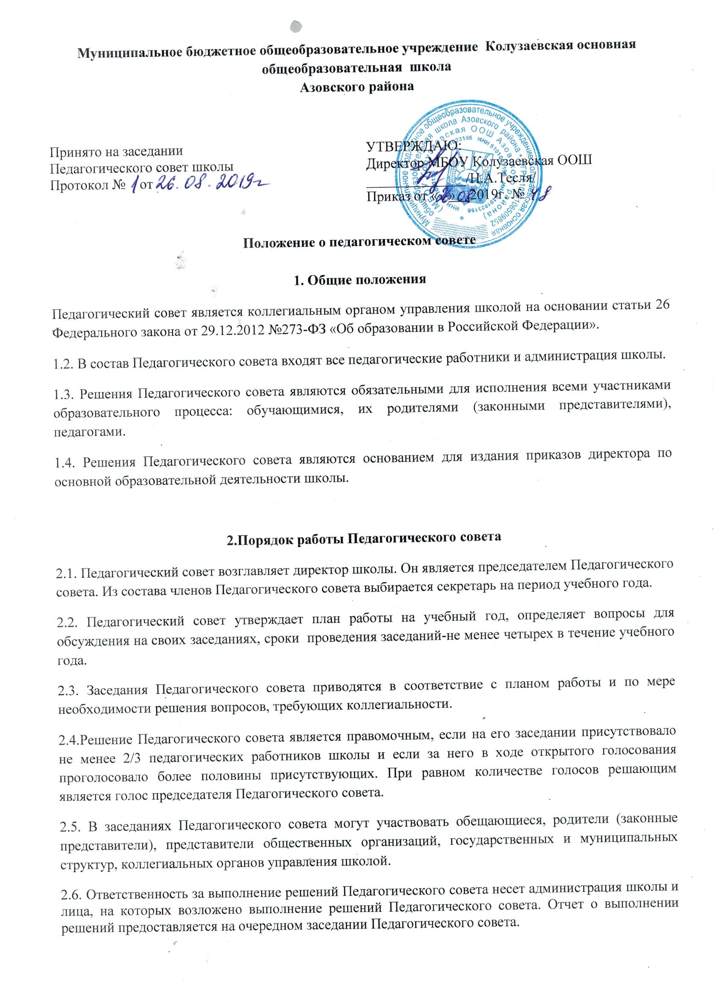 Муниципальное бюджетное общеобразовательное учреждение Колузаевская основная
общеобразовательная школа
Азовского района
Принято на заседании
Педагогического совет школы
Протокол № 1 от 26.08.2019г
УТВЕРЖДАЮ:
Директор МБОУ Колузаевская ООШ
/Н.А.Тесля/
Приказ от «26» 08 2019г. № 48
Муниципальное бюджетное общеобразовательное учреждение Колузаевская основная
общеобразовательная школа Азовского района
(МБОУ Колузаевская ООШ Азовского района)
ИНН 6101023196
Положение о педагогическом совете
1. Общие положения
Педагогический совет является коллегиальным органом управления школой на основании статьи 26
Федерального закона от 29.12.2012 №273-ФЗ «Об образовании в Российской Федерации».
1.2. В состав Педагогического совета входят все педагогические работники и администрация школы.
1.3. Решения Педагогического совета являются обязательными для исполнения всеми участниками
образовательного процесса: обучающимися, их родителями (законными представителями),
педагогами.
1.4. Решения Педагогического совета являются основанием для издания приказов директора по
основной образовательной деятельности школы.
2.Порядок работы Педагогического совета
2.1. Педагогический совет возглавляет директор школы. Он является председателем Педагогического
совета. Из состава членов Педагогического совета выбирается секретарь на период учебного года.
2.2. Педагогический совет утверждает план работы на учебный год, определяет вопросы для
обсуждения на своих заседаниях, сроки проведения заседаний-не менее четырех в течение учебного
года.
2.3. Заседания Педагогического совета приводятся в соответствие с планом работы и по мере
необходимости решения вопросов, требующих коллегиальности.
2.4.Решение Педагогического совета является правомочным, если на его заседании присутствовало
не менее 2/3 педагогических работников школы и если за него в ходе открытого голосования
проголосовало более половины присутствующих. При равном количестве голосов решающим
является голос председателя Педагогического совета.
2.5. В заседаниях Педагогического совета могут участвовать обещающиеся, родители (законные
представители), представители общественных организаций, государственных и муниципальных
структур, коллегиальных органов управления школой.
2.6. Ответственность за выполнение решений Педагогического совета несет администрация школы и
лица, на которых возложено выполнение решений Педагогического совета. Отчет о выполнении
решений предоставляется на очередном заседании Педагогического совета.